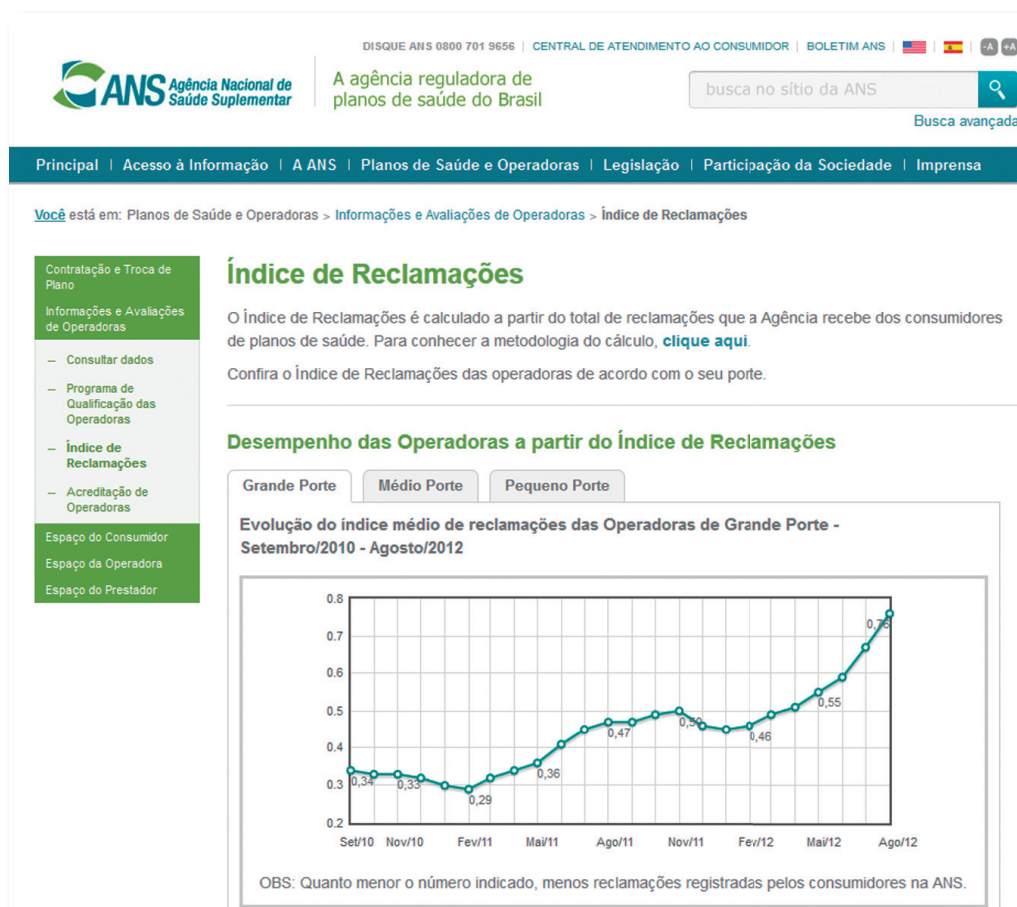 DISQUE ANS 0800 701 9656 | CENTRAL DE ATENDIMENTO AO CONSUMIDOR | BOLETIM ANS | | | -A +A
ANS Agência Nacional de
Saúde Suplementar
A agência reguladora de
planos de saúde do Brasil
busca no sítio da ANS
Busca avançada
Principal | Acesso à Informação | A ANS | Planos de Saúde e Operadoras | Legislação | Participação da Sociedade | Imprensa
Você está em: Planos de Saúde e Operadoras > Informações e Avaliações de Operadoras > Índice de Reclamações
Contratação e Troca de
Plano
Informações e Avaliações
de Operadoras
– Consultar dados
– Programa de
Qualificação das
Operadoras
– Índice de
Reclamações
– Acreditação de
Operadoras
Espaço do Consumidor
Espaço da Operadora
Espaço do Prestador
Índice de Reclamações
O Índice de Reclamações é calculado a partir do total de reclamações que a Agência recebe dos consumidores
de planos de saúde. Para conhecer a metodologia do cálculo, clique aqui.
Confira o Índice de Reclamações das operadoras de acordo com o seu porte.
Desempenho das Operadoras a partir do Índice de Reclamações
Grande Porte Médio Porte Pequeno Porte
Evolução do índice médio de reclamações das Operadoras de Grande Porte -
Setembro/2010 - Agosto/2012
0.8
0.7
0.6
0.5
0.4
0.3
0.2
0,34
0,33
0,29
0,36
0,47
0,50
0,46
0,55
0,76
Set/10 Nov/10 Fev/11 Mai/11 Ago/11 Nov/11 Fev/12 Mai/12 Ago/12
OBS: Quanto menor o número indicado, menos reclamações registradas pelos consumidores na ANS.